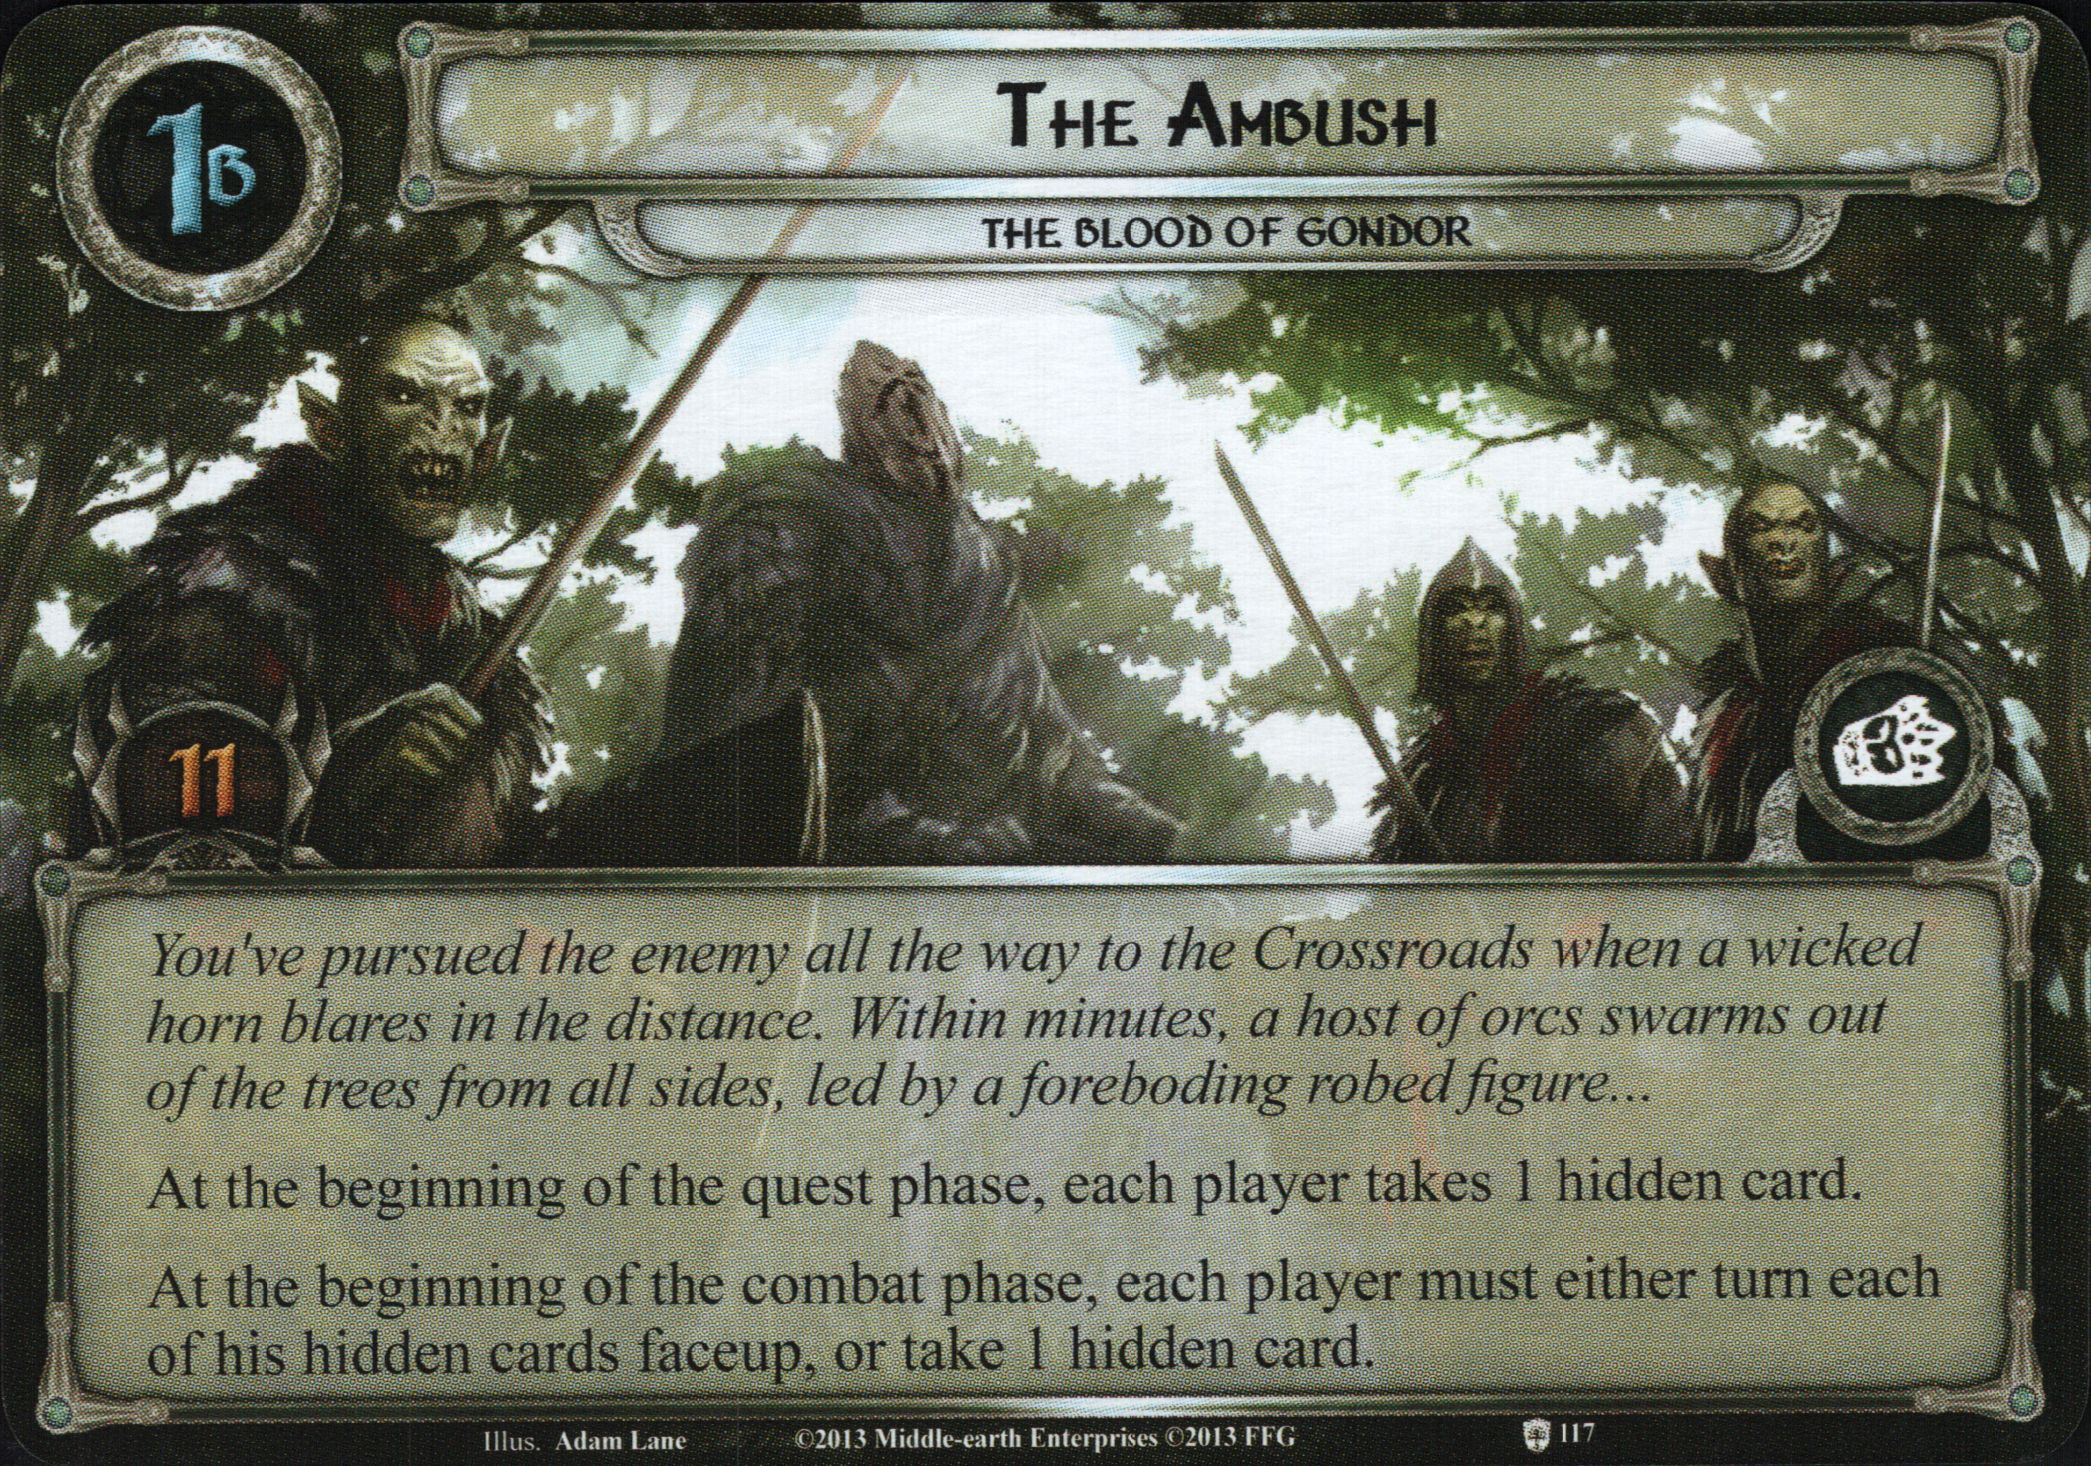 1B
THE AMBUSH
THE BLOOD OF GONDOR
11
You've pursued the enemy all the way to the Crossroads when a wicked
horn blares in the distance. Within minutes, a host of orcs swarms out
of the trees from all sides, led by a foreboding robed figure...
At the beginning of the quest phase, each player takes 1 hidden card.
At the beginning of the combat phase, each player must either turn each
of his hidden cards faceup, or take 1 hidden card.
Illus. Adam Lane ©2013 Middle-earth Enterprises ©2013 FFG 117